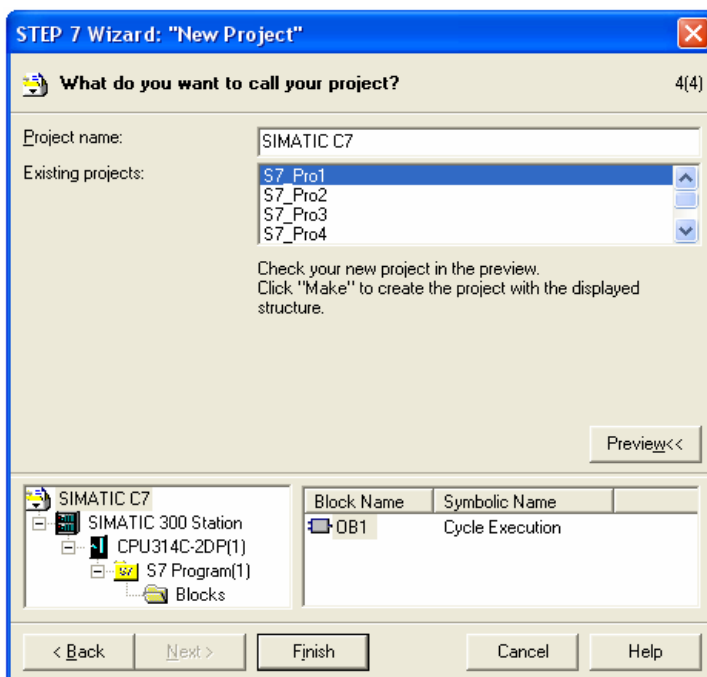 STEP 7 Wizard: "New Project"
What do you want to call your project? 4(4)
Project name: SIMATIC C7
Existing projects: S7_Pro1
S7_Pro2
S7_Pro3
S7_Pro4
Check your new project in the preview.
Click "Make" to create the project with the displayed
structure.
Preview<<
SIMATIC C7
SIMATIC 300 Station
CPU314C-2DP(1)
S7 Program(1)
Blocks
Block Name Symbolic Name
OB1 Cycle Execution
< Back Next > Finish Cancel Help